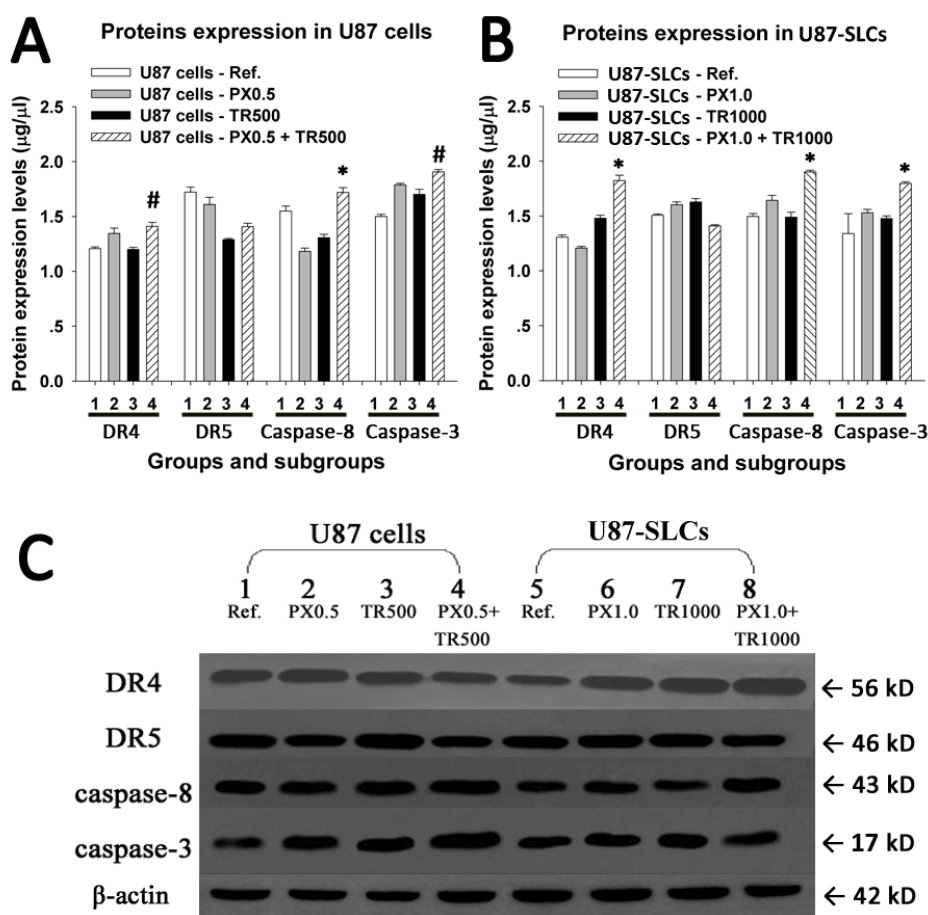 A
Proteins expression in U87 cells
U87 cells - Ref.
U87 cells - PX0.5
U87 cells - TR500
U87 cells - PX0.5 + TR500
Protein expression levels (µg/µl)
2.5
2.0
1.5
1.0
.5
0.0
#
*
#
1 2 3 4 1 2 3 4 1 2 3 4 1 2 3 4
DR4 DR5 Caspase-8 Caspase-3
Groups and subgroups
B
Proteins expression in U87-SLCs
U87-SLCs - Ref.
U87-SLCs - PX1.0
U87-SLCs - TR1000
U87-SLCs - PX1.0 + TR1000
Protein expression levels (µg/µl)
2.5
2.0
1.5
1.0
.5
0.0
*
*
*
1 2 3 4 1 2 3 4 1 2 3 4 1 2 3 4
DR4 DR5 Caspase-8 Caspase-3
Groups and subgroups
C
U87 cells U87-SLCs
1 2 3 4 5 6 7 8
Ref. PX0.5 TR500 PX0.5+ Ref. PX1.0 TR1000 PX1.0+
TR500 TR1000
DR4 ← 56 kD
DR5 ← 46 kD
caspase-8 ← 43 kD
caspase-3 ← 17 kD
β-actin ← 42 kD